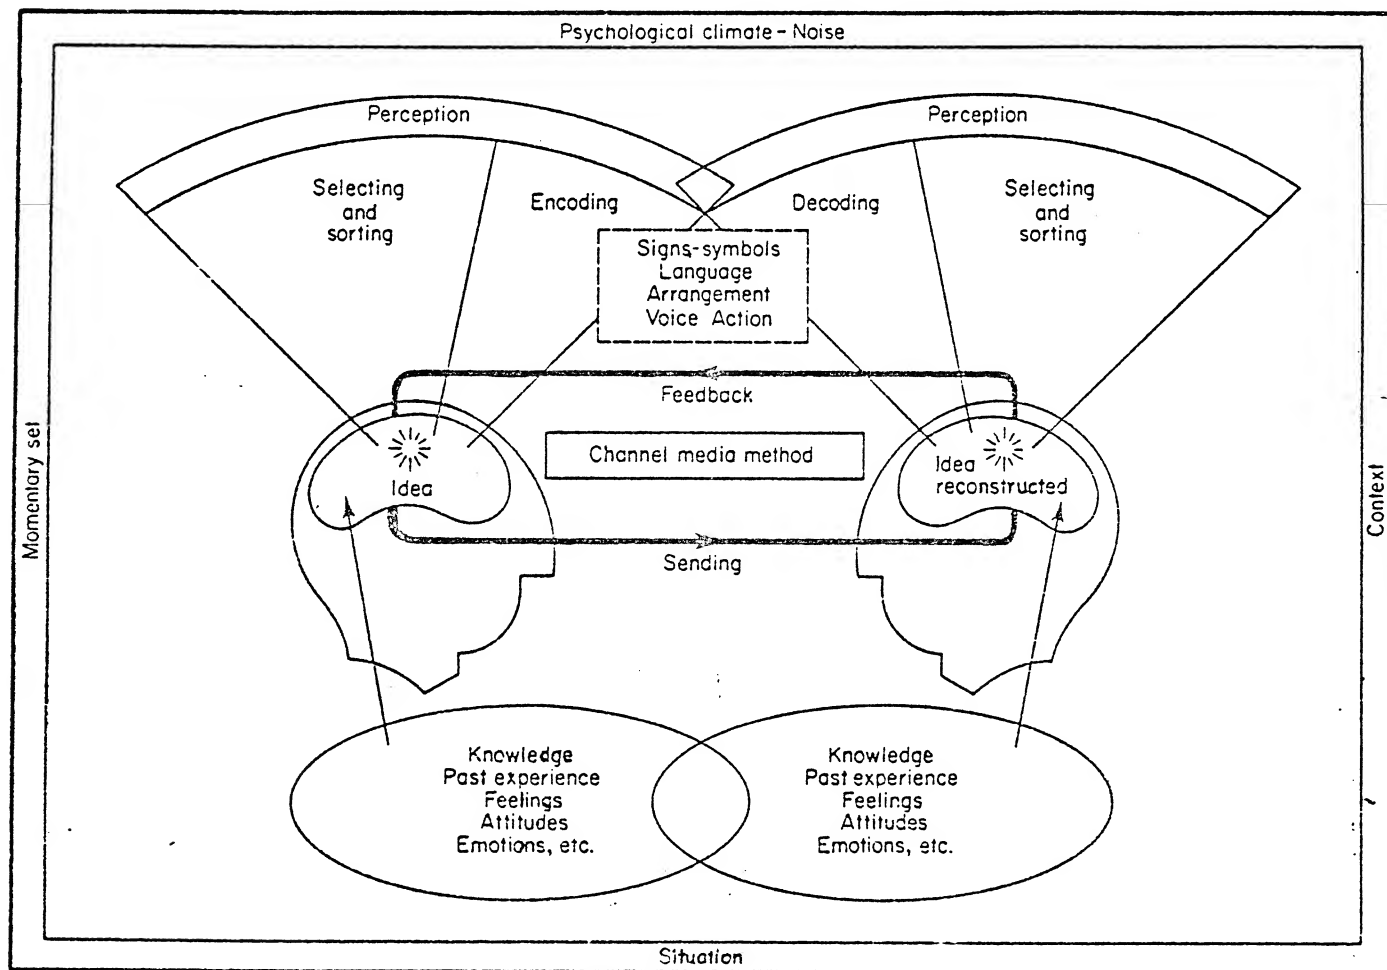 Psychological climate - Noise
Perception
Perception
Selecting
and
sorting
Encoding
Decoding
Selecting
and
sorting
Signs-symbols
Language
Arrangement
Voice Action
Feedback
Channel media method
Idea
Idea
reconstructed
Sending
Momentary set
Context
Knowledge
Past experience
Feelings
Attitudes
Emotions, etc.
Knowledge
Past experience
Feelings
Attitudes
Emotions, etc.
Situation